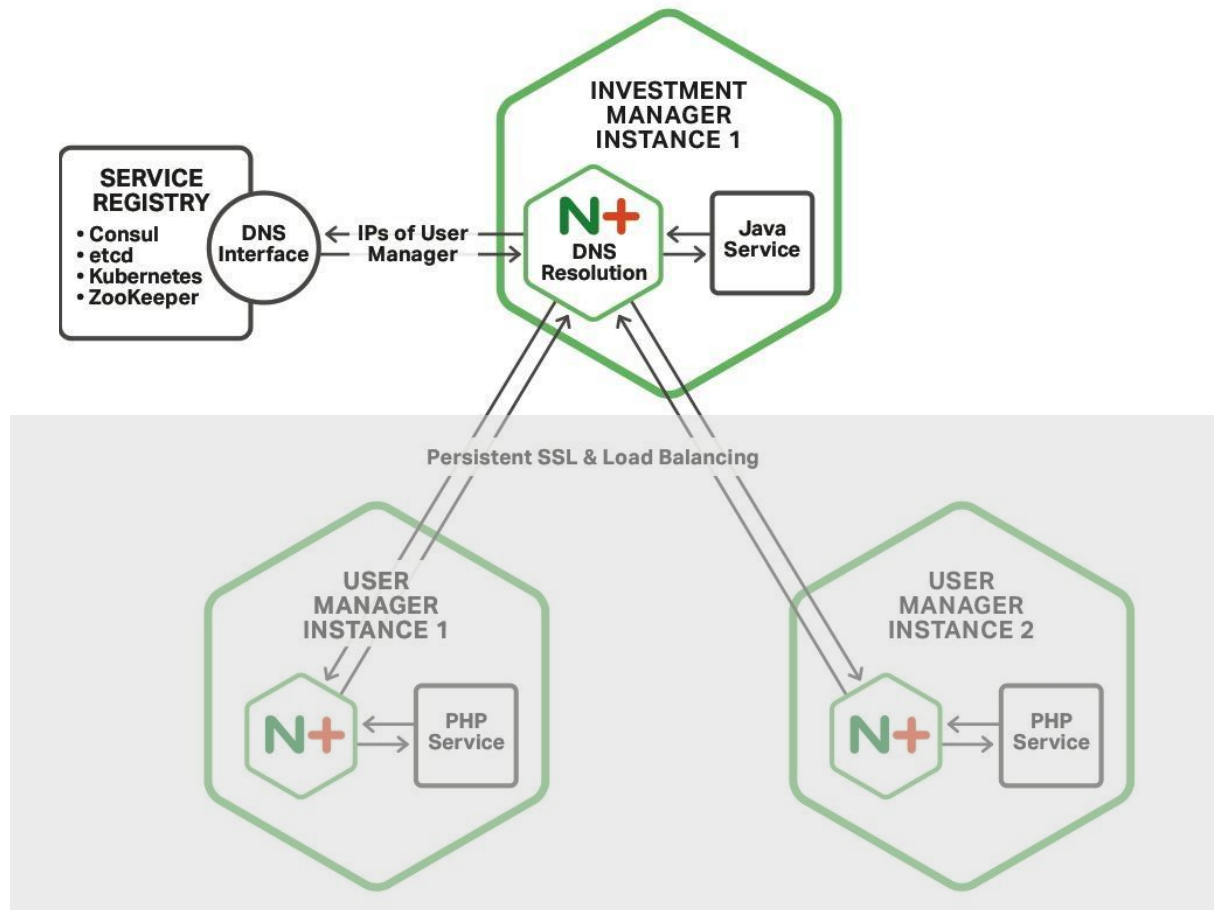 INVESTMENT
MANAGER
INSTANCE 1
SERVICE
REGISTRY
• Consul
• etcd
• Kubernetes
• ZooKeeper
DNS
Interface
IPs of User
Manager
N+
DNS
Resolution
Java
Service
Persistent SSL & Load Balancing
USER
MANAGER
INSTANCE 1
N+
PHP
Service
USER
MANAGER
INSTANCE 2
N+
PHP
Service